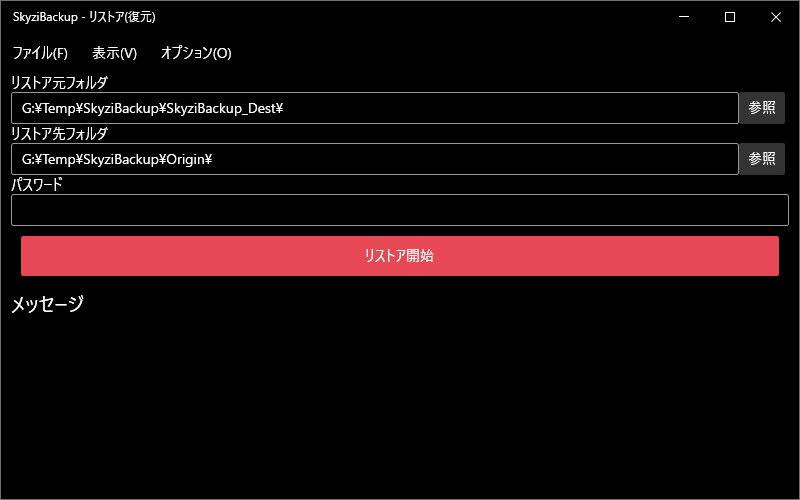 SkyziBackup - リストア(復元)
ファイル(F) 表示(V) オプション(O)
リストア元フォルダ
G:¥Temp¥SkyziBackup¥SkyziBackup_Dest¥ 参照
リストア先フォルダ
G:¥Temp¥SkyziBackup¥Origin¥ 参照
パスワード
リストア開始
メッセージ